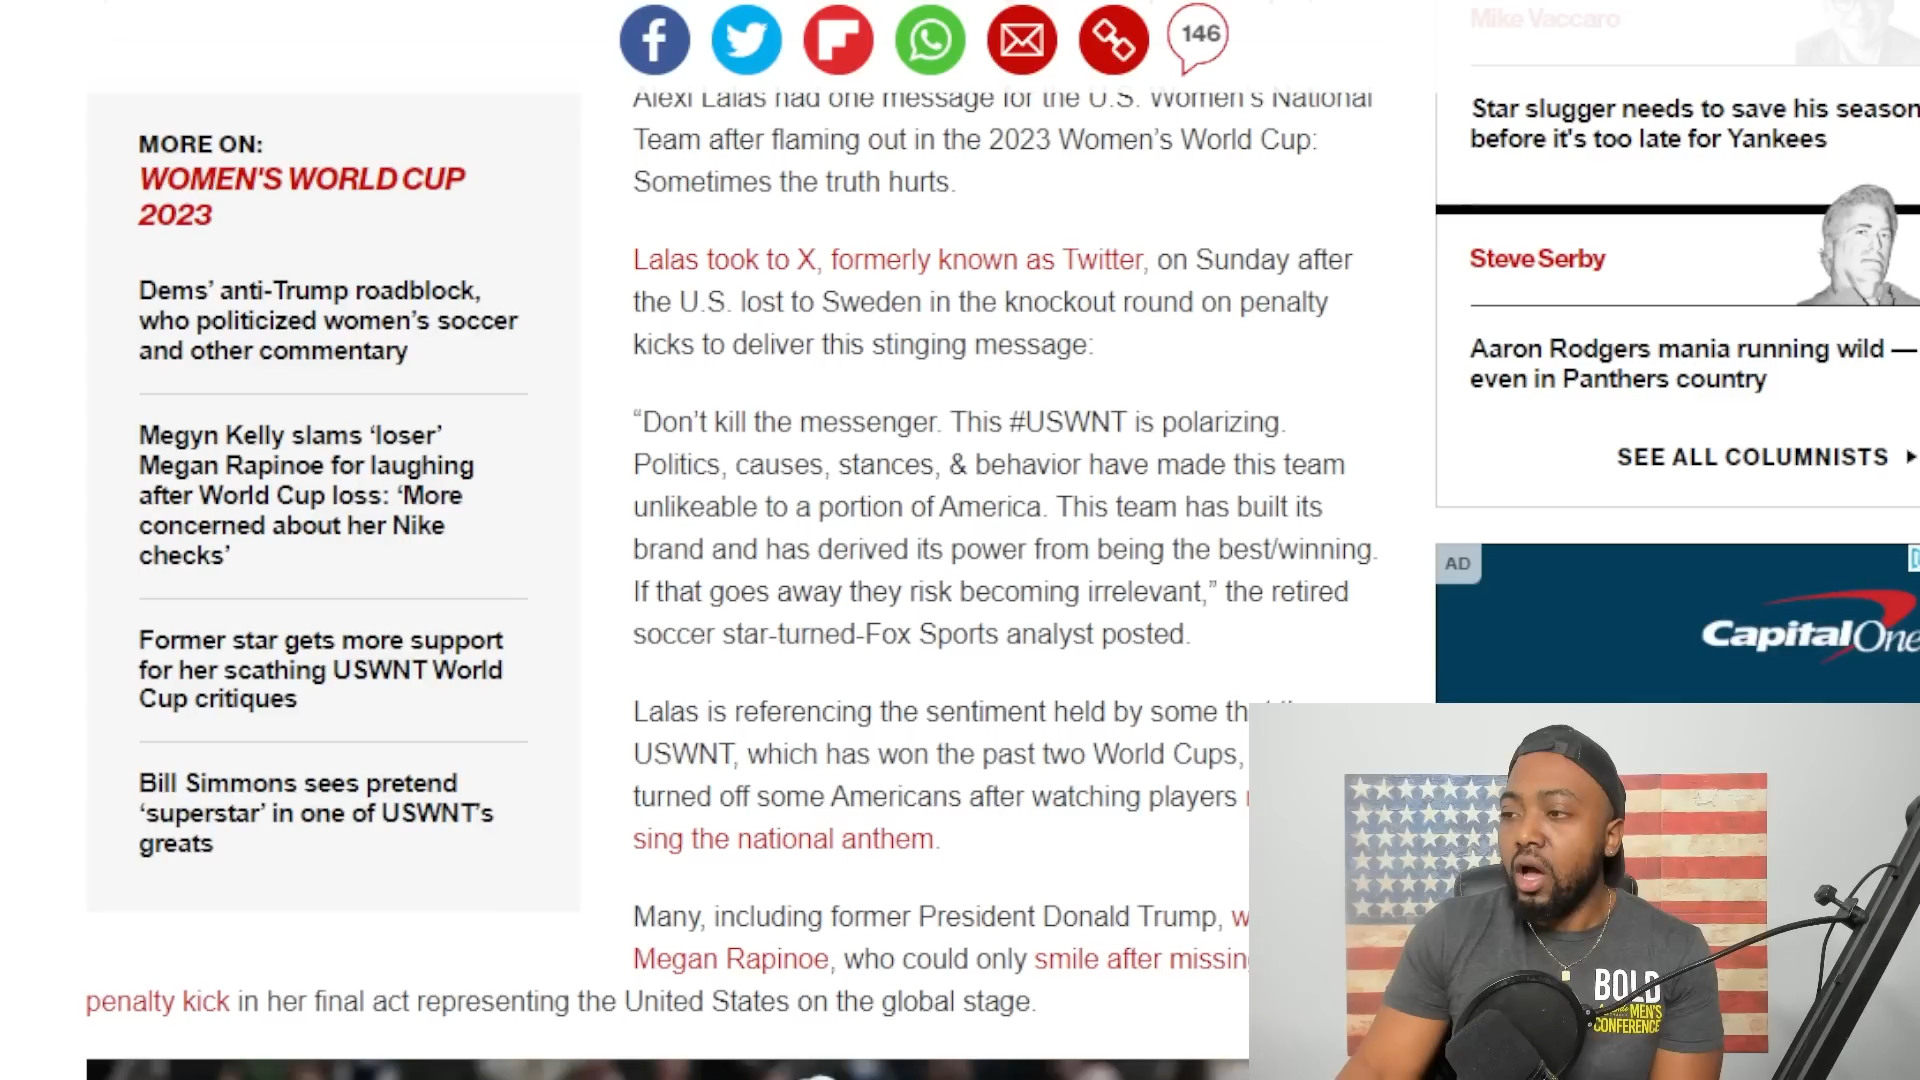 146
Mike Vaccaro
Star slugger needs to save his season
before it's too late for Yankees
Steve Serby
Aaron Rodgers mania running wild —
even in Panthers country
SEE ALL COLUMNISTS
AD
Capital One
MORE ON:
WOMEN'S WORLD CUP
2023
Dems' anti-Trump roadblock,
who politicized women's soccer
and other commentary
Megyn Kelly slams ‘loser’
Megan Rapinoe for laughing
after World Cup loss: ‘More
concerned about her Nike
checks’
Former star gets more support
for her scathing USWNT World
Cup critiques
Bill Simmons sees pretend
‘superstar’ in one of USWNT's
greats
Alexi Lalas had one message for the U.S. Women's National
Team after flaming out in the 2023 Women's World Cup:
Sometimes the truth hurts.
Lalas took to X, formerly known as Twitter, on Sunday after
the U.S. lost to Sweden in the knockout round on penalty
kicks to deliver this stinging message:
“Don't kill the messenger. This #USWNT is polarizing.
Politics, causes, stances, & behavior have made this team
unlikeable to a portion of America. This team has built its
brand and has derived its power from being the best/winning.
If that goes away they risk becoming irrelevant,” the retired
soccer star-turned-Fox Sports analyst posted.
Lalas is referencing the sentiment held by some
USWNT, which has won the past two World Cups,
turned off some Americans after watching players
sing the national anthem.
Many, including former President Donald Trump,
Megan Rapinoe, who could only smile after missin
penalty kick in her final act representing the United States on the global stage.
BOLD
MEN'S
CONFERENCE